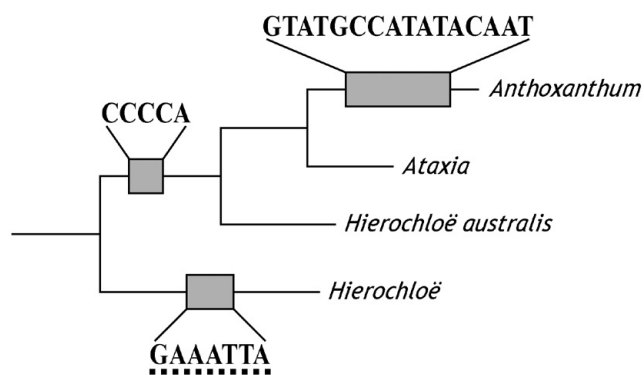 GTATGCCATATACAAT
Anthoxanthum
CCCCA
Ataxia
Hierochloë australis
Hierochloë
GAAATTA